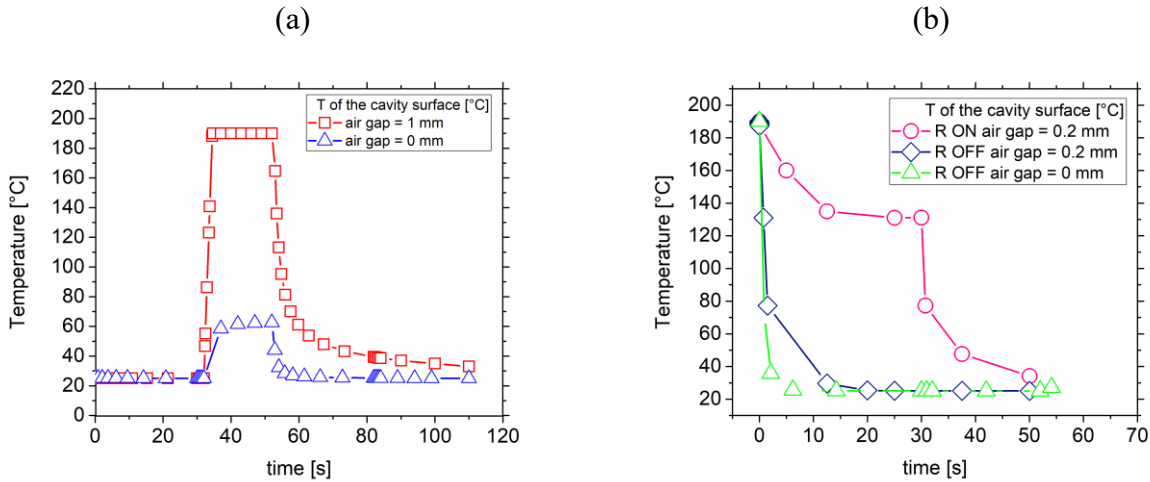 (a)
220
200
180
160
140
120
100
80
60
40
20
0
Temperature [°C]
T of the cavity surface [°C]
air gap = 1 mm
air gap = 0 mm
0 20 40 60 80 100 120
time [s]
(b)
200
180
160
140
120
100
80
60
40
20
Temperature [°C]
T of the cavity surface [°C]
R ON air gap = 0.2 mm
R OFF air gap = 0.2 mm
R OFF air gap = 0 mm
0 10 20 30 40 50 60 70
time [s]